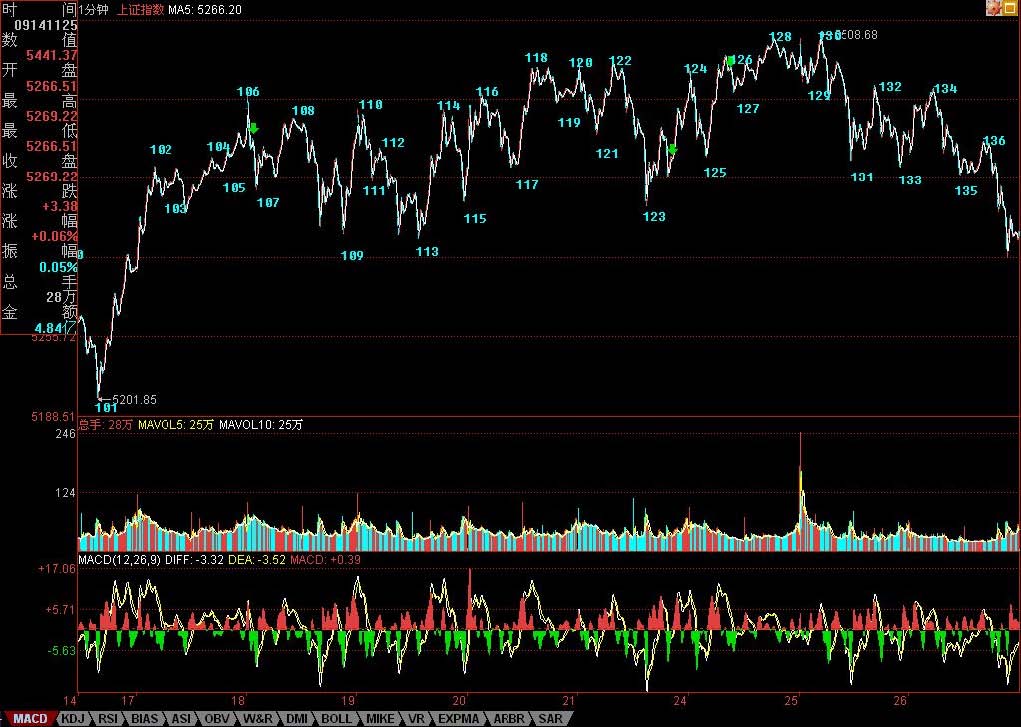 时 间
09141125
数 值
5441.37
开 盘
5266.51
最 高
5269.22
最 低
5266.51
收 盘
5269.22
涨 跌
+3.38
涨 幅
+0.06%
振 幅
0.05%
总 手
28万
金 额
4.84亿
5255.72
5188.51
1分钟 上证指数 MA5: 5266.20
101
5201.85
102
103
104
105
106
107
108
109
110
111
112
113
114
115
116
117
118
119
120
121
122
123
124
125
126
127
128
129
130
131
132
133
134
135
136
总手: 28万 MAVOL5: 25万 MAVOL10: 25万
246
124
MACD(12,26,9) DIFF: -3.32 DEA: -3.52 MACD: +0.39
+17.06
+5.71
-5.63
14 17 18 19 20 21 24 25 26
MACD KDJ RSI BIAS ASI OBV W&R DMI BOLL MIKE VR EXPMA ARBR SAR